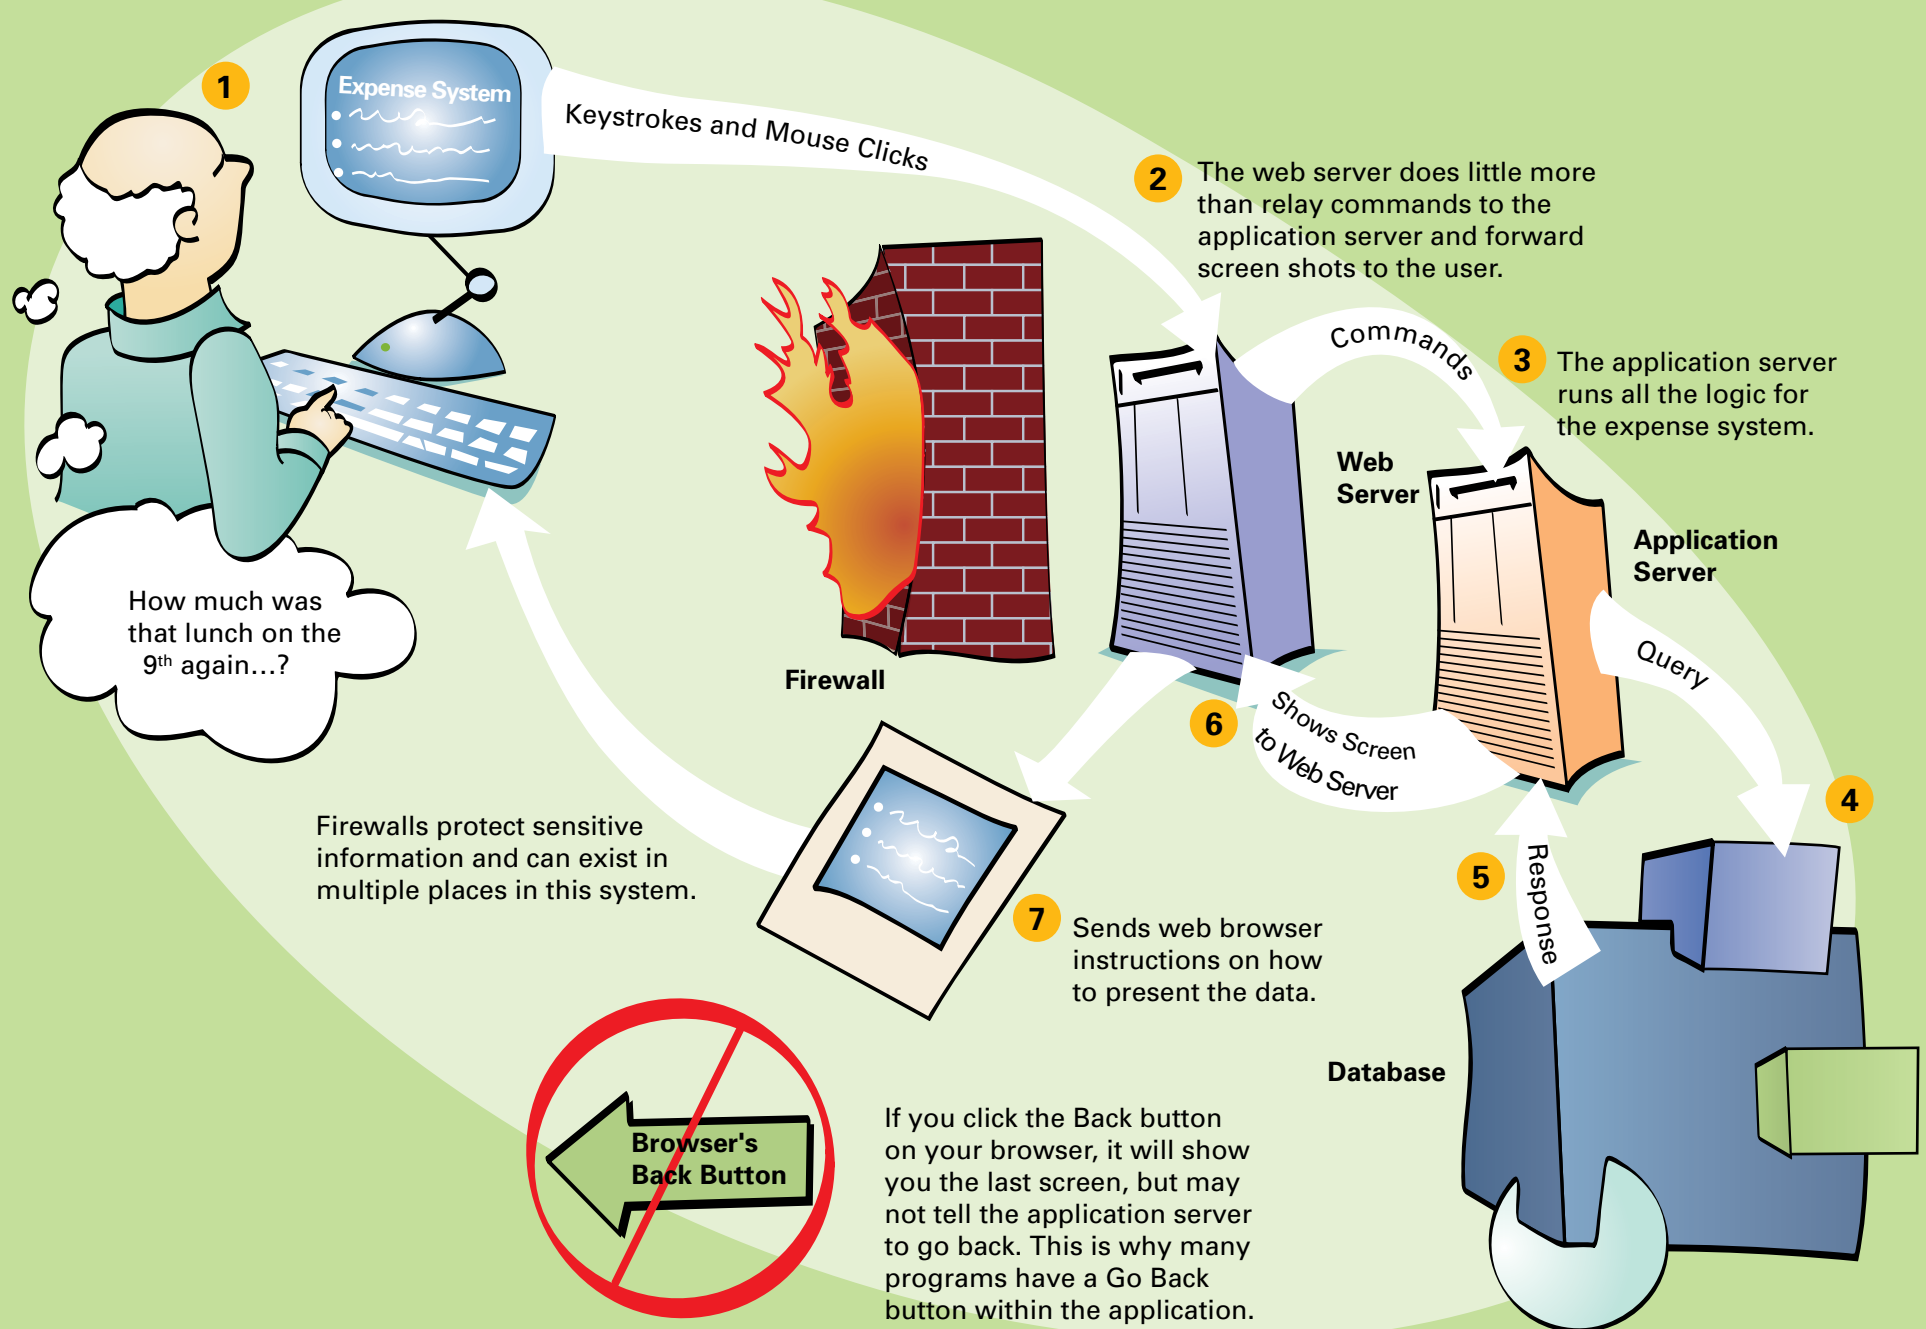 1
Expense System
Keystrokes and Mouse Clicks
2
The web server does little more
than relay commands to the
application server and forward
screen shots to the user.
Commands
3
The application server
runs all the logic for
the expense system.
Web
Server
Application
Server
How much was
that lunch on the
9th again...?
Firewall
Query
6
Shows Screen
to Web Server
4
Firewalls protect sensitive
information and can exist in
multiple places in this system.
5
Response
7
Sends web browser
instructions on how
to present the data.
Database
Browser's
Back Button
If you click the Back button
on your browser, it will show
you the last screen, but may
not tell the application server
to go back. This is why many
programs have a Go Back
button within the application.